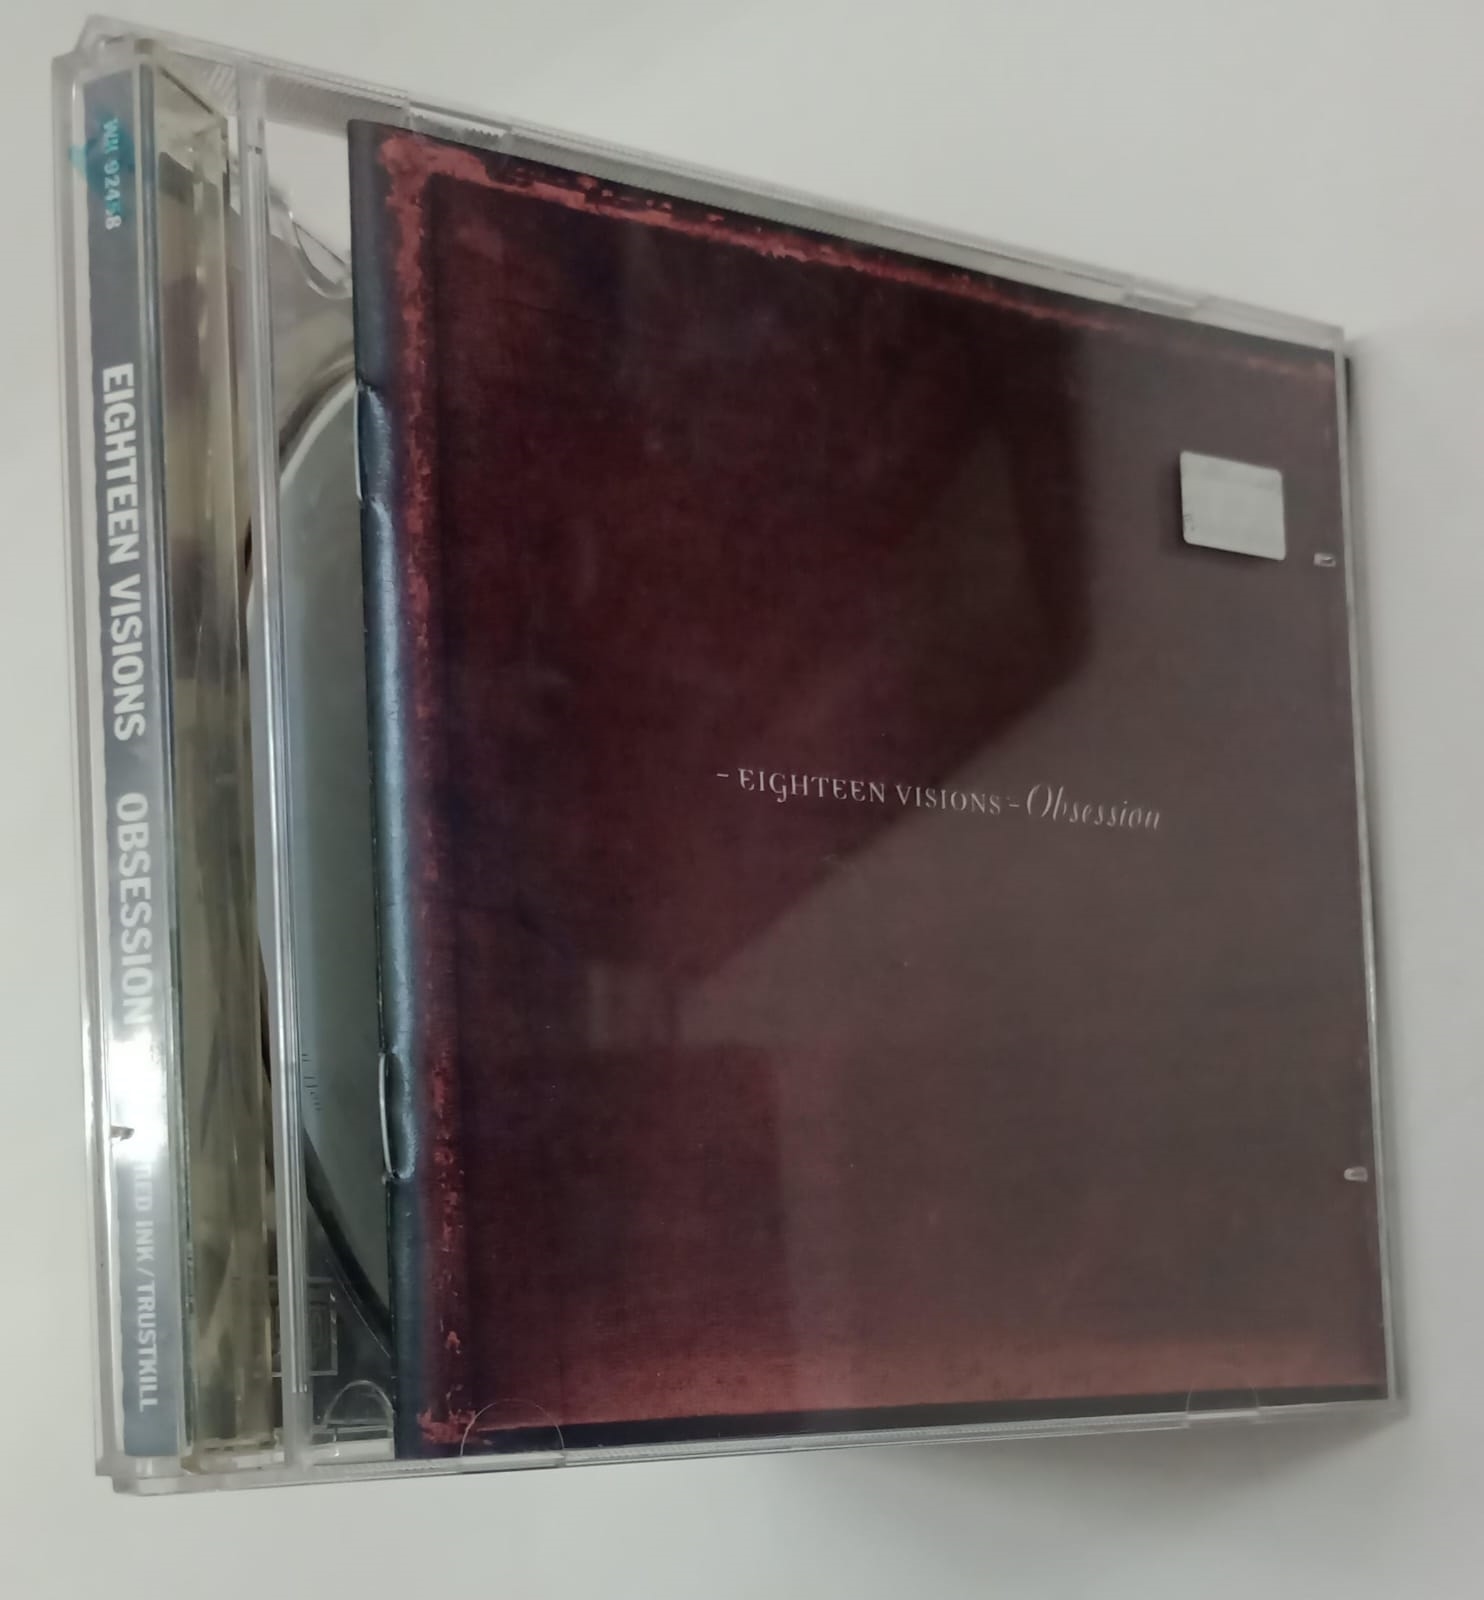 EIGHTEEN VISIONS OBSESSION INK/TRUSTKILL
- EIGHTEEN VISIONS - Obsession